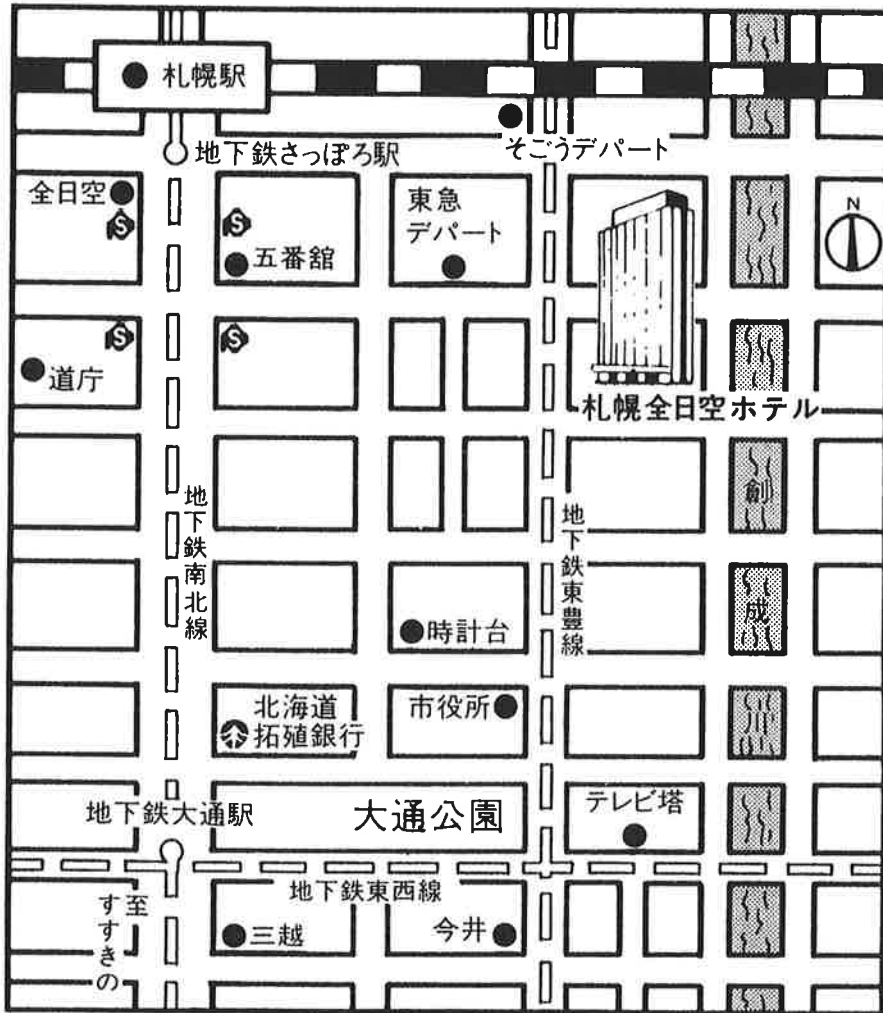 札幌駅
地下鉄さっぽろ駅
そごうデパート
全日空
S
S
五番舘
東急
デパート
N
S
S
道庁
札幌全日空ホテル
地下鉄南北線
地下鉄東豊線
創
成
川
時計台
北海道
拓殖銀行
市役所
地下鉄大通駅
大通公園
テレビ塔
地下鉄東西線
至
すすきの
三越
今井